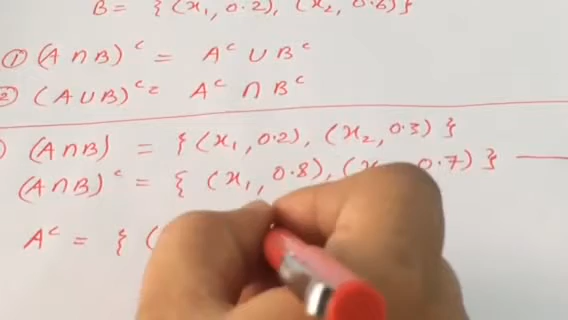 B = {(x₁, 0.2), (x₂, 0.6)}
① (A ∩ B)ᶜ = Aᶜ ∪ Bᶜ
② (A ∪ B)ᶜ = Aᶜ ∩ Bᶜ
(A∩B) = {(x₁, 0.2), (x₂, 0.3)}
(A∩B)ᶜ = {(x₁, 0.8), (x 0.7)}
Aᶜ = {(